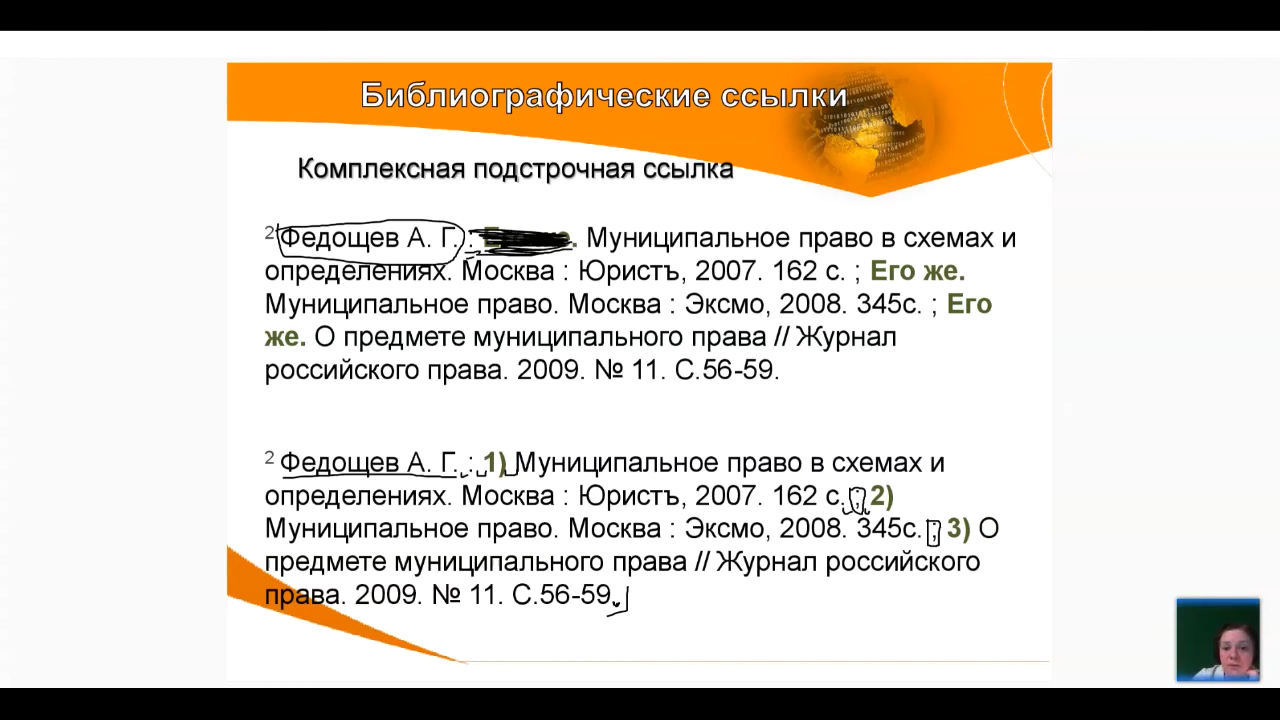 Библиографические ссылки
Комплексная подстрочная ссылка
2 Федощев А. Г. : . Муниципальное право в схемах и
определениях. Москва : Юристъ, 2007. 162 с. ; Его же.
Муниципальное право. Москва : Эксмо, 2008. 345с. ; Его
же. О предмете муниципального права // Журнал
российского права. 2009. № 11. С.56-59.
2 Федощев А. Г. : 1) Муниципальное право в схемах и
определениях. Москва : Юристъ, 2007. 162 с. ; 2)
Муниципальное право. Москва : Эксмо, 2008. 345с. ; 3) О
предмете муниципального права // Журнал российского
права. 2009. № 11. С.56-59.